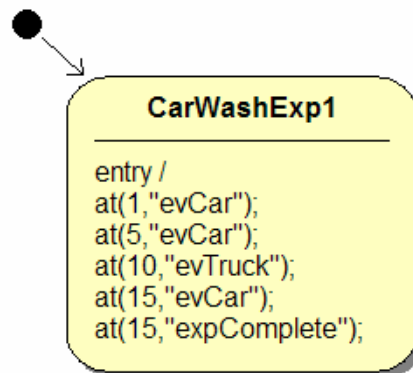 CarWashExp1
entry /
at(1,"evCar");
at(5,"evCar");
at(10,"evTruck");
at(15,"evCar");
at(15,"expComplete");